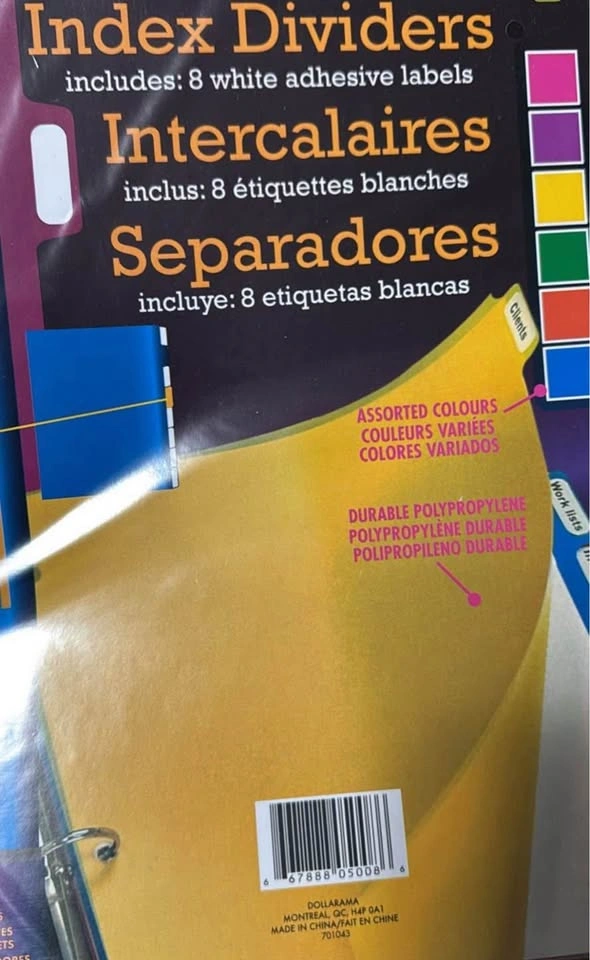 Index Dividers
includes: 8 white adhesive labels
Intercalaires
inclus: 8 étiquettes blanches
Separadores
incluye: 8 etiquetas blancas
Clients
ASSORTED COLOURS
COULEURS VARIÉES
COLORES VARIADOS
Work lists
DURABLE POLYPROPYLENE
POLYPROPYLÈNE DURABLE
POLIPROPILENO DURABLE
6 67888 05008 6
DOLLARAMA
MONTREAL, QC, H4P 0A1
MADE IN CHINA/FAIT EN CHINE
701043